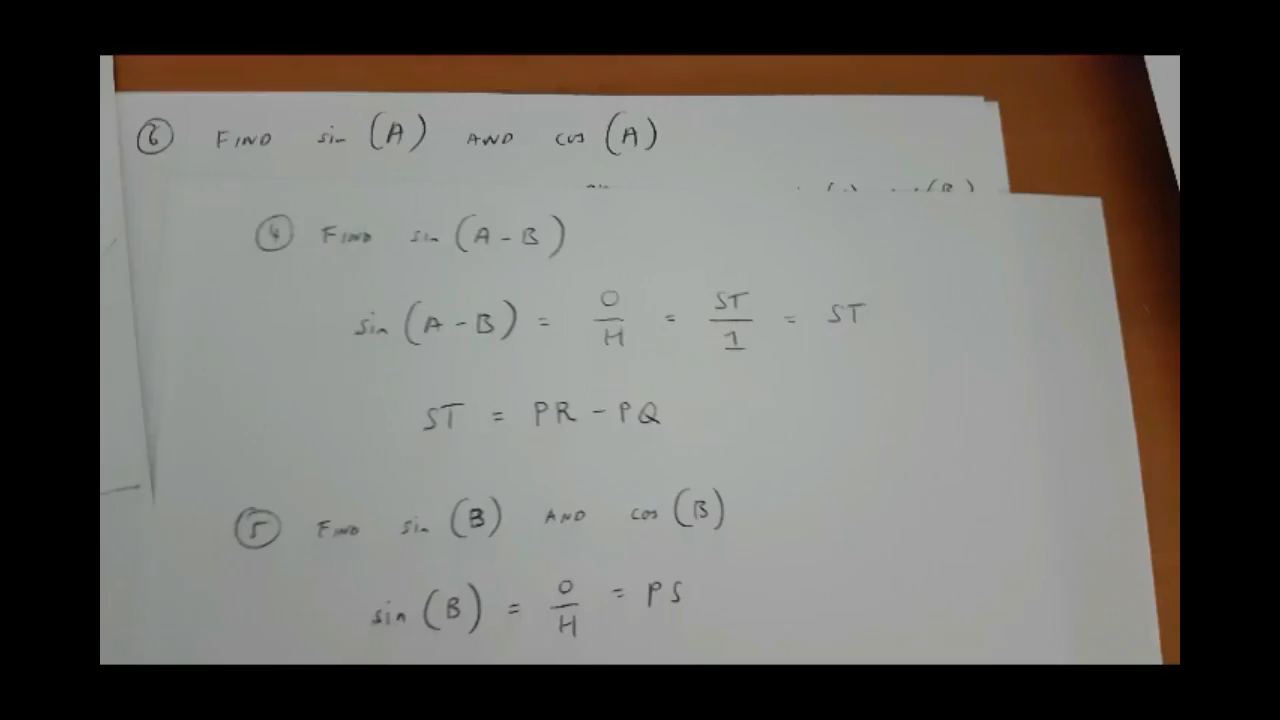 ⑥ FIND sin (A) AND cos (A)
④ FIND sin (A - B)
sin (A - B) = O/H = ST/1 = ST
ST = PR - PQ
⑤ FIND sin (B) AND cos (B)
sin (B) = O/H = PS